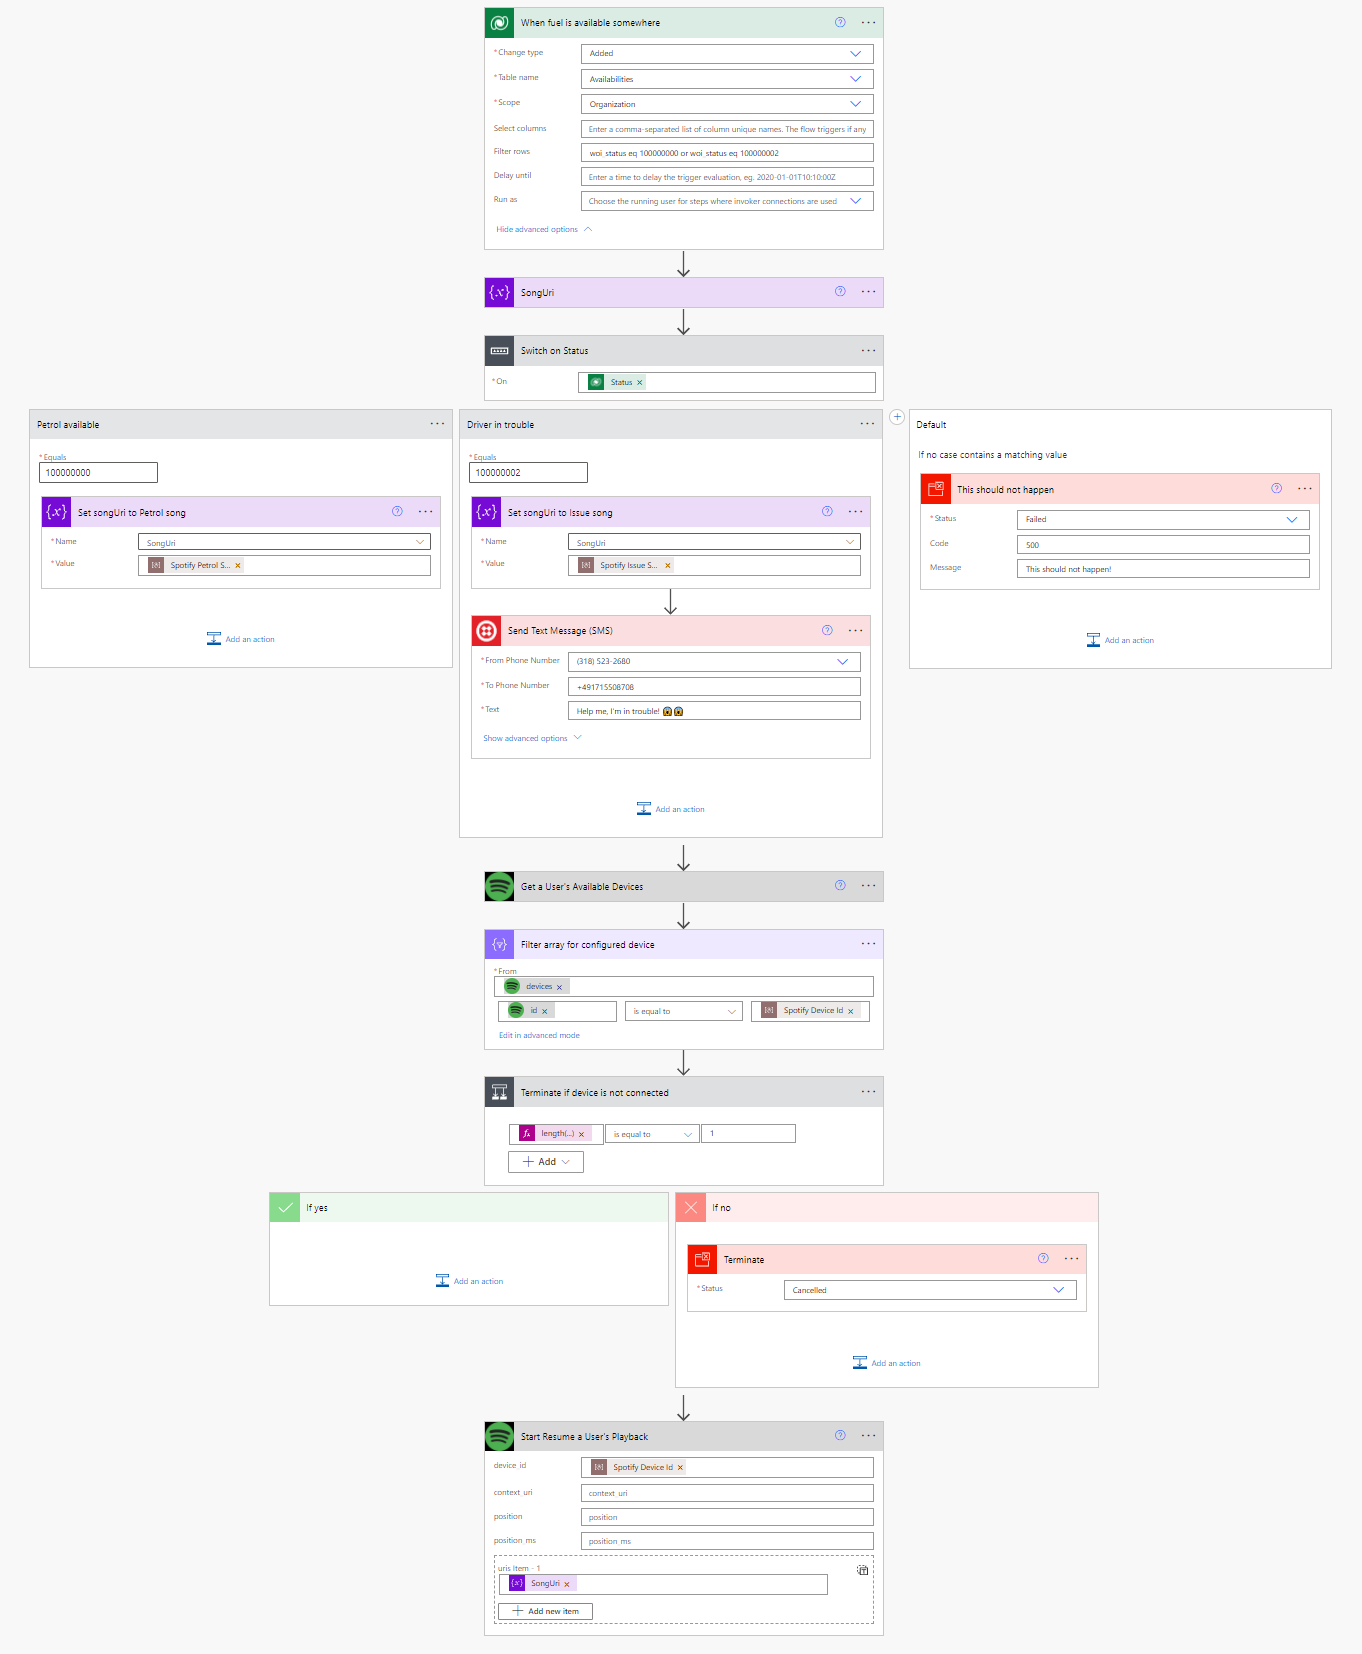 When fuel is available somewhere
*Change type
Added
*Table name
Availabilities
*Scope
Organization
Select columns
Enter a comma-separated list of column unique names. The flow triggers if any
Filter rows
woi_status eq 100000000 or woi_status eq 100000002
Delay until
Enter a time to delay the trigger evaluation, eg. 2020-01-01T10:10:00Z
Run as
Choose the running user for steps where invoker connections are used
Hide advanced options
SongUri
Switch on Status
*On
Status
Petrol available
*Equals
100000000
Set songUri to Petrol song
*Name
SongUri
*Value
Spotify Petrol S...
Add an action
Driver in trouble
*Equals
100000002
Set songUri to Issue song
*Name
SongUri
*Value
Spotify Issue S...
Send Text Message (SMS)
*From Phone Number
(318) 523-2680
*To Phone Number
+491715508708
*Text
Help me, I'm in trouble! 😱😱
Show advanced options
Add an action
Default
If no case contains a matching value
This should not happen
*Status
Failed
Code
500
Message
This should not happen!
Add an action
Get a User's Available Devices
Filter array for configured device
*From
devices
id
is equal to
Spotify Device Id
Edit in advanced mode
Terminate if device is not connected
length(...)
is equal to
1
Add
If yes
Add an action
If no
Terminate
*Status
Cancelled
Add an action
Start Resume a User's Playback
device_id
Spotify Device Id
context_uri
context_uri
position
position
position_ms
position_ms
uris Item - 1
SongUri
Add new item